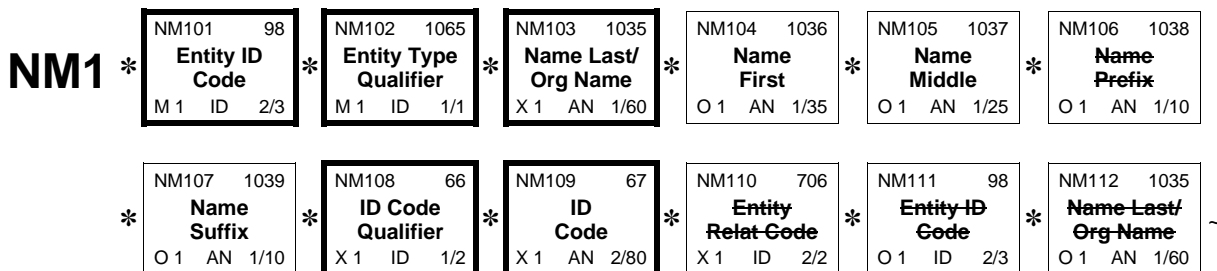 NM1 * NM101 98 * NM102 1065 * NM103 1035 * NM104 1036 * NM105 1037 * NM106 1038
Entity ID Entity Type Name Last/ Name Name Name
Code Qualifier Org Name First Middle Prefix
M 1 ID 2/3 M 1 ID 1/1 X 1 AN 1/60 O 1 AN 1/35 O 1 AN 1/25 O 1 AN 1/10
* NM107 1039 * NM108 66 * NM109 67 * NM110 706 * NM111 98 * NM112 1035 ~
Name ID Code ID Entity Entity ID Name Last/
Suffix Qualifier Code Relat Code Code Org Name
O 1 AN 1/10 X 1 ID 1/2 X 1 AN 2/80 X 1 ID 2/2 O 1 ID 2/3 O 1 AN 1/60